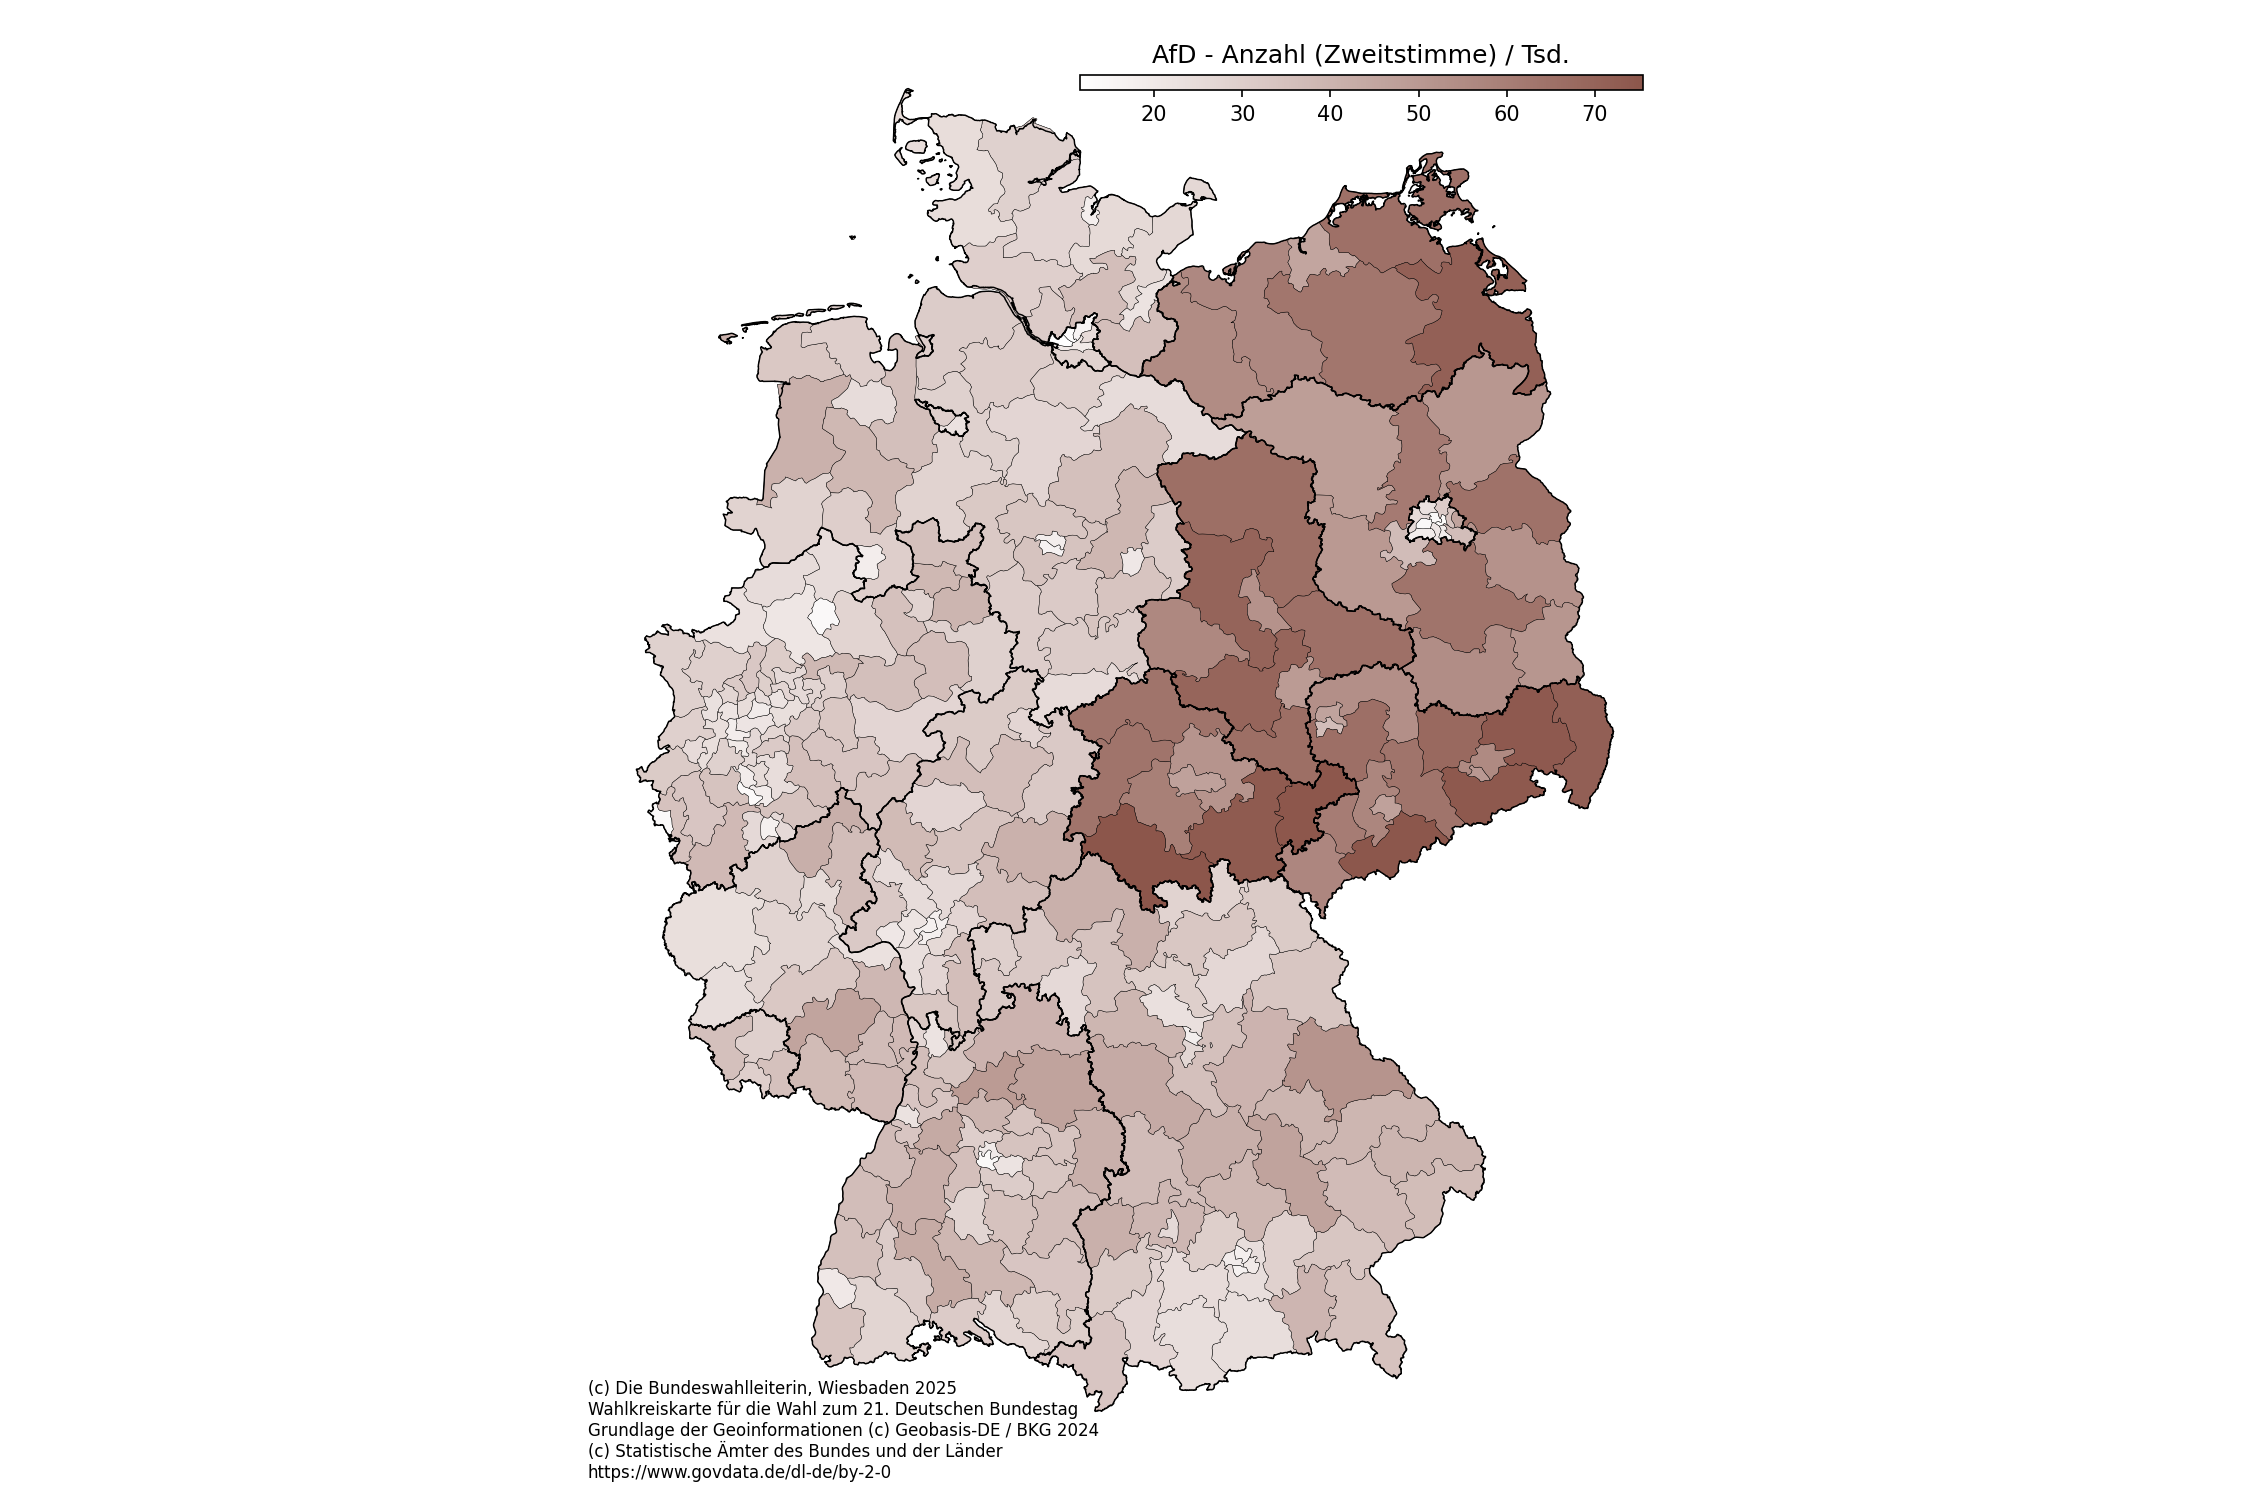 AfD - Anzahl (Zweitstimme) / Tsd.
20 30 40 50 60 70
(c) Die Bundeswahlleiterin, Wiesbaden 2025
Wahlkreiskarte für die Wahl zum 21. Deutschen Bundestag
Grundlage der Geoinformationen (c) Geobasis-DE / BKG 2024
(c) Statistische Ämter des Bundes und der Länder
https://www.govdata.de/dl-de/by-2-0